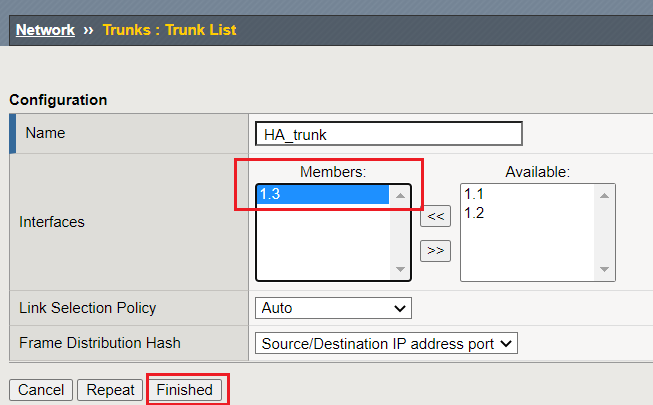 Network ›› Trunks : Trunk List
Configuration
Name
HA_trunk
Members:
Available:
Interfaces
1.3
<<
>>
1.1
1.2
Link Selection Policy
Auto
Frame Distribution Hash
Source/Destination IP address port
Cancel
Repeat
Finished